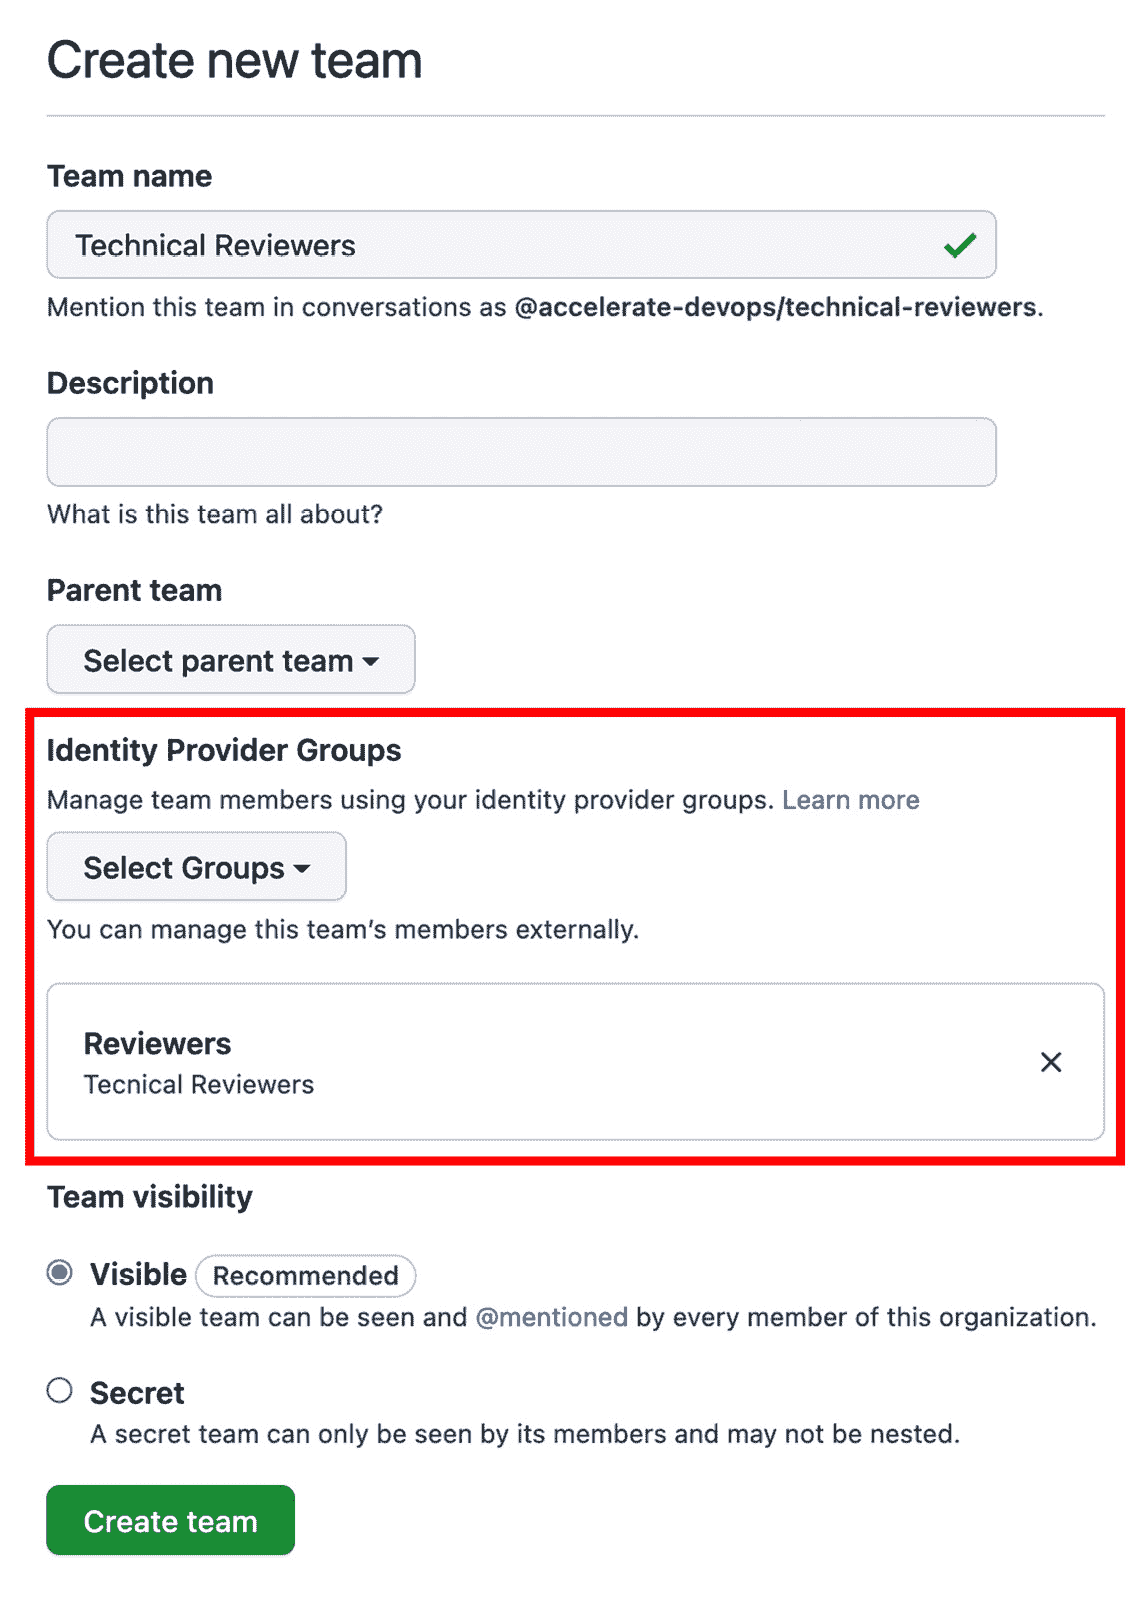 Create new team
Team name
Technical Reviewers
Mention this team in conversations as @accelerate-devops/technical-reviewers.
Description
What is this team all about?
Parent team
Select parent team
Identity Provider Groups
Manage team members using your identity provider groups. Learn more
Select Groups
You can manage this team's members externally.
Reviewers
Tecnical Reviewers
Team visibility
Visible Recommended
A visible team can be seen and @mentioned by every member of this organization.
Secret
A secret team can only be seen by its members and may not be nested.
Create team